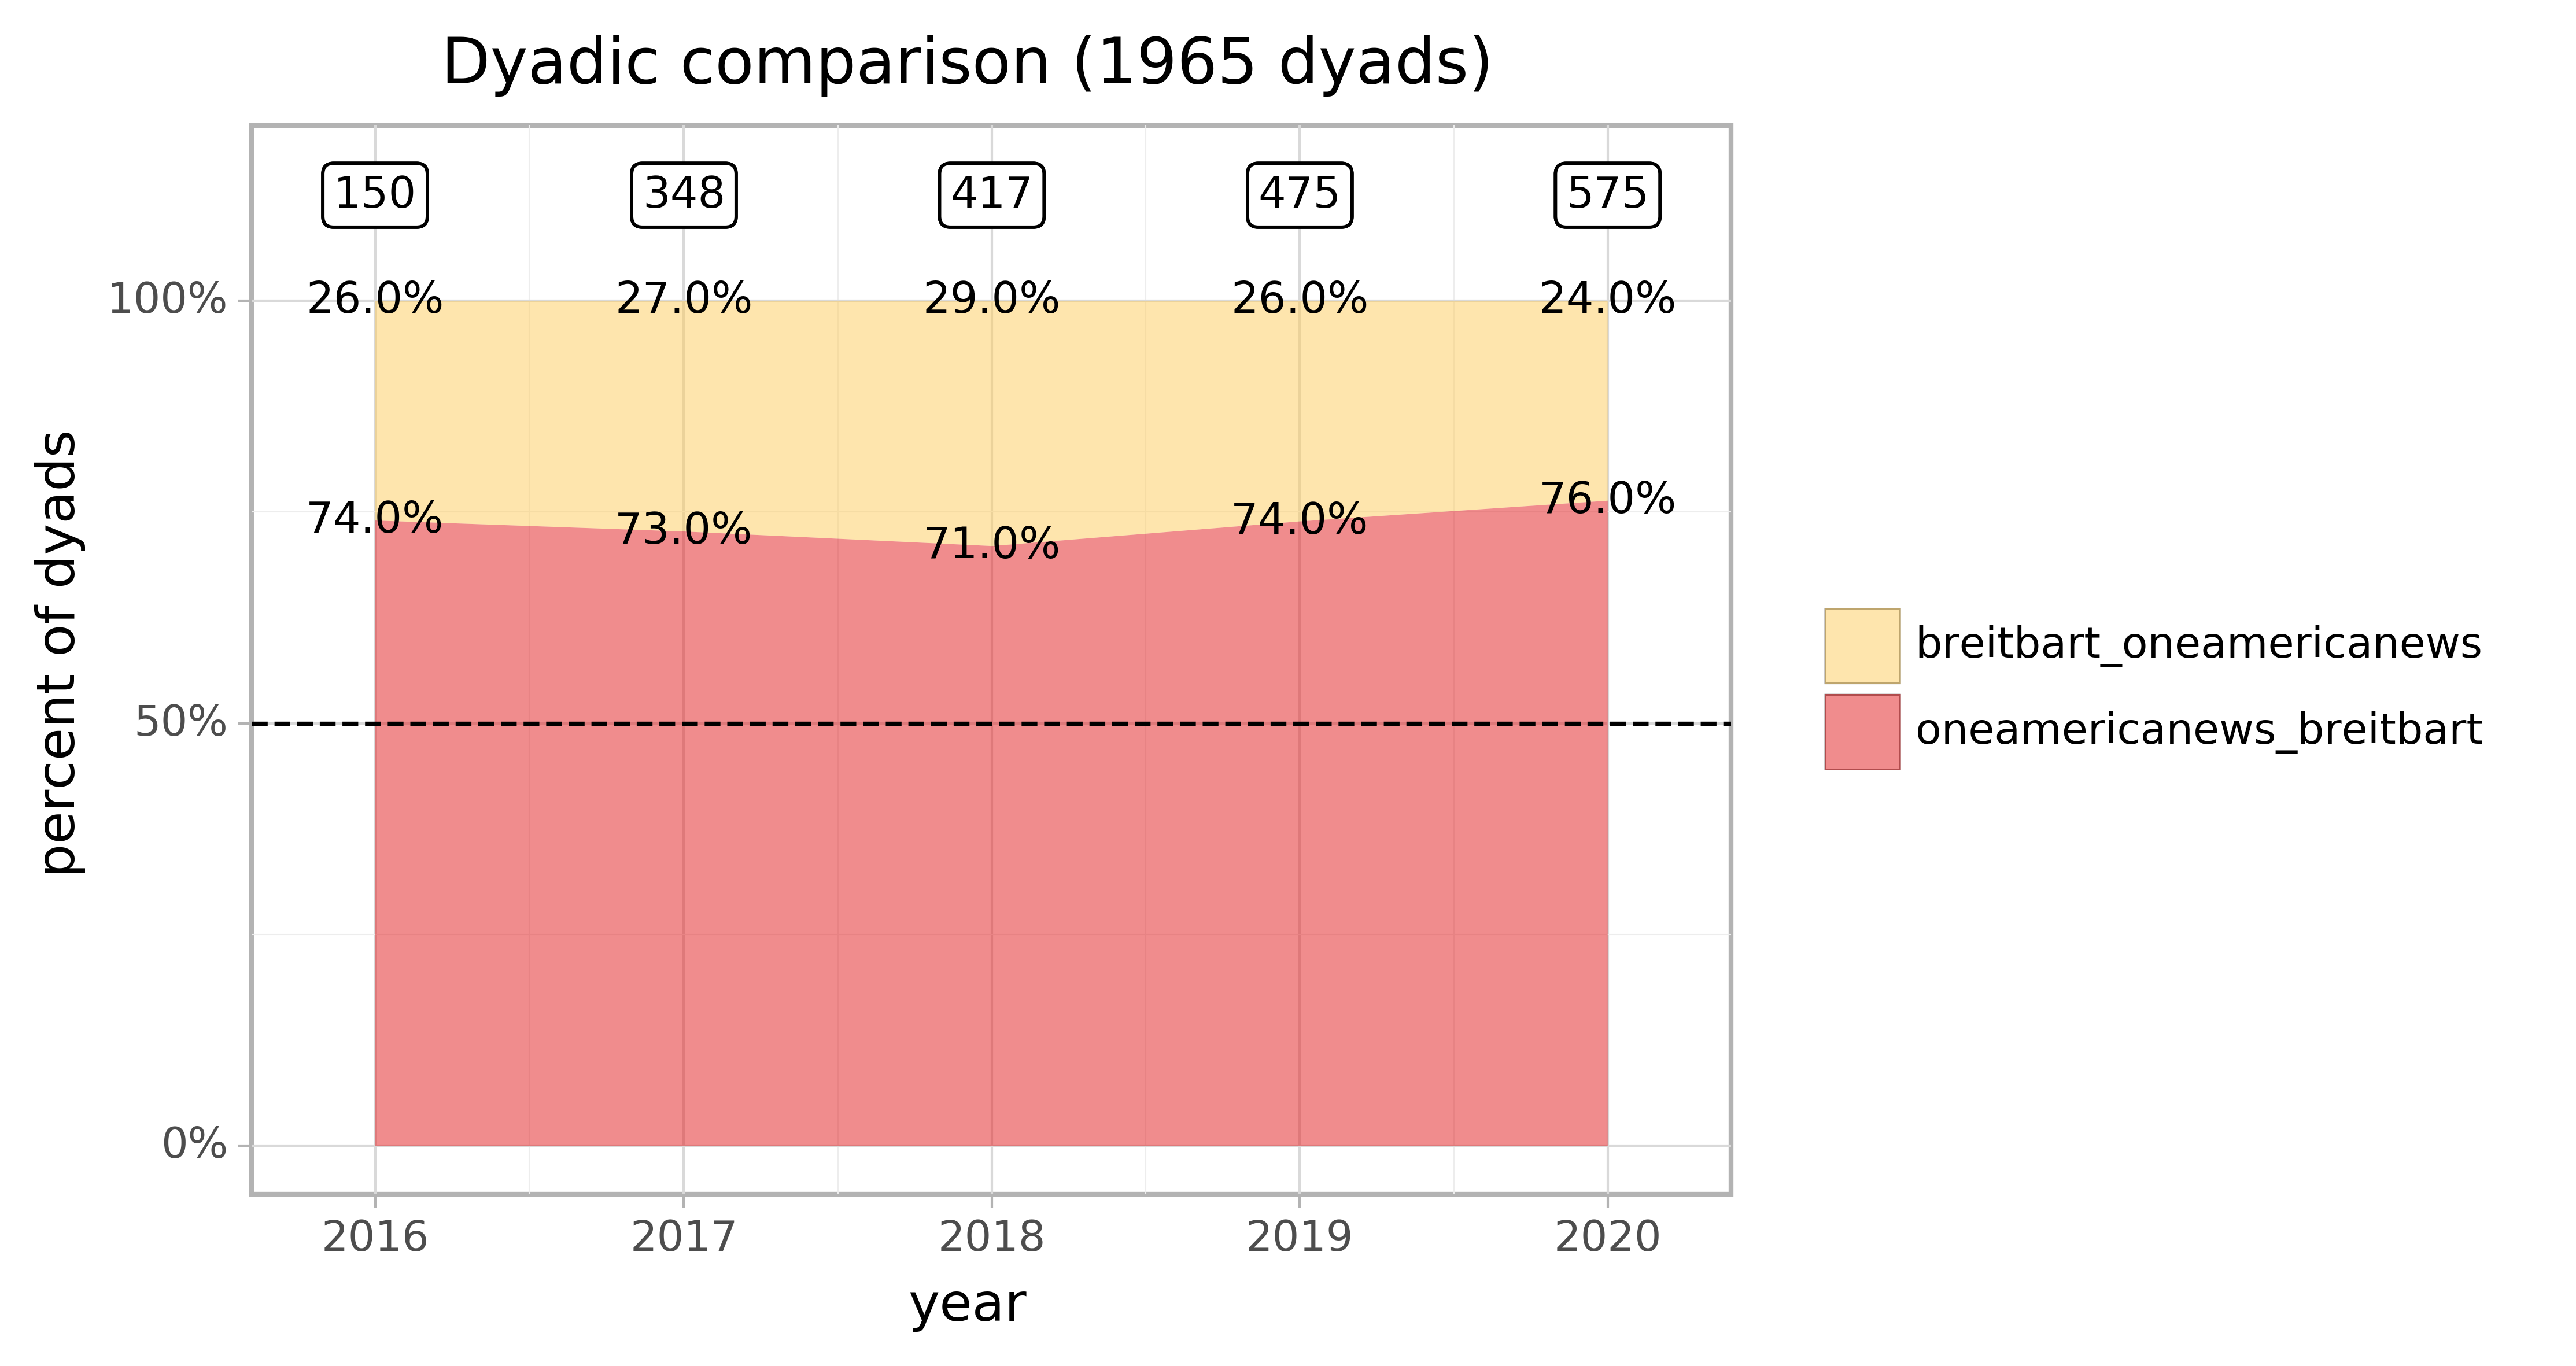 Dyadic comparison (1965 dyads)
150 348 417 475 575
100%
26.0% 27.0% 29.0% 26.0% 24.0%
74.0% 73.0% 71.0% 74.0% 76.0%
50%
0%
percent of dyads
2016 2017 2018 2019 2020
year
breitbart_oneamericanews
oneamericanews_breitbart